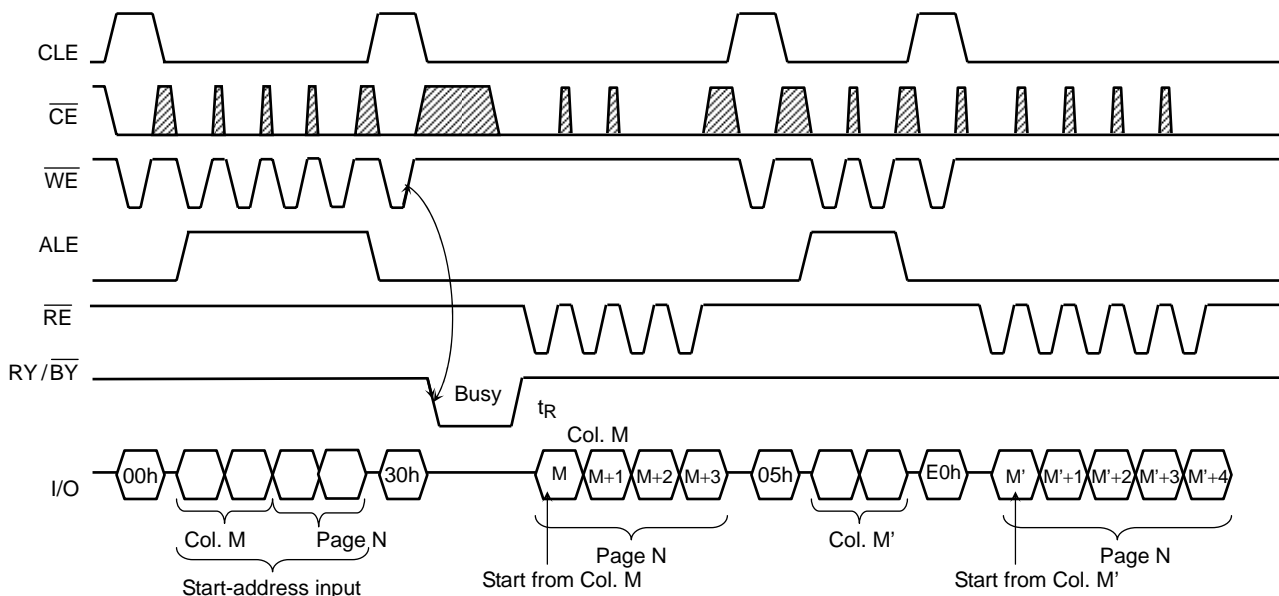 CLE
CE
WE
ALE
RE
RY/BY
Busy
tR
Col. M
I/O
00h
30h
M
M+1
M+2
M+3
05h
E0h
M'
M'+1
M'+2
M'+3
M'+4
Col. M
Page N
Col. M'
Page N
Page N
Start-address input
Start from Col. M
Start from Col. M'